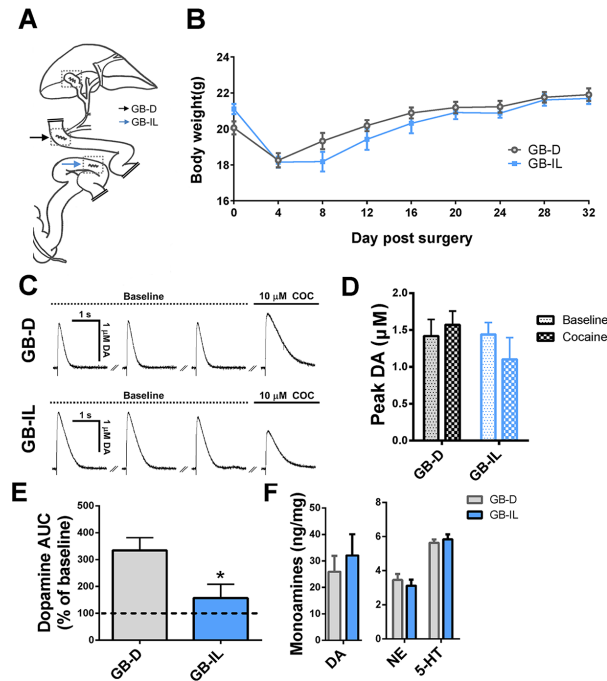 A
GB-D
GB-IL
B
Body weight(g)
24
22
20
18
16
0 4 8 12 16 20 24 28 32
Day post surgery
GB-D
GB-IL
C
Baseline
10 μM COC
GB-D
1 s
1 μM DA
Baseline
10 μM COC
GB-IL
1 s
1 μM DA
D
Peak DA (μM)
2.0
1.5
1.0
0.5
0.0
GB-D
GB-IL
Baseline
Cocaine
E
Dopamine AUC
(% of baseline)
500
400
300
200
100
0
*
GB-D
GB-IL
F
Monoamines (ng/mg)
50
40
30
20
10
0
DA
8
6
4
2
0
NE
5-HT
GB-D
GB-IL